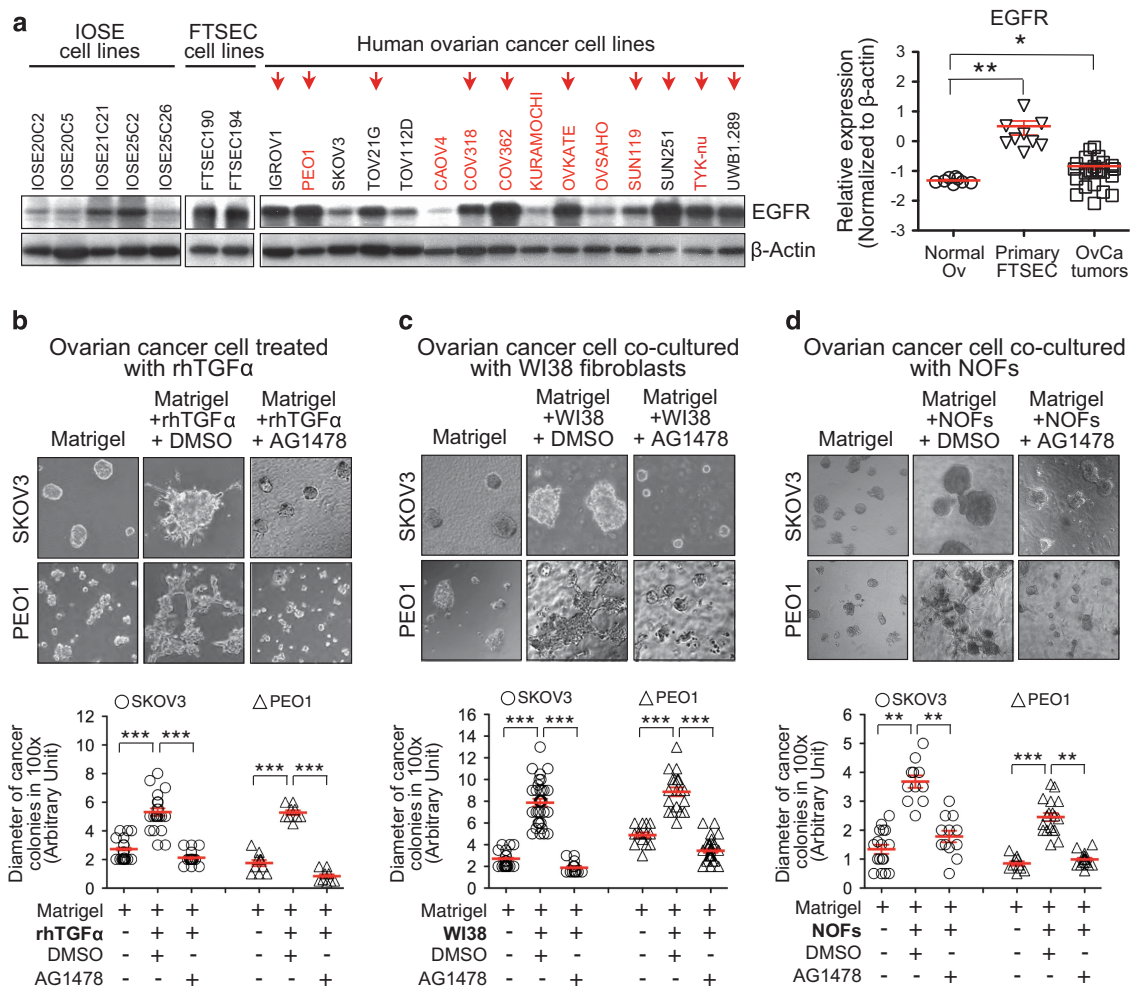 a
IOSE
cell lines
FTSEC
cell lines
Human ovarian cancer cell lines
IOSE20C2
IOSE20C5
IOSE21C21
IOSE25C2
IOSE25C26
FTSEC190
FTSEC194
IGROV1
PEO1
SKOV3
TOV21G
TOV112D
CAOV4
COV318
COV362
KURAMOCHI
OVKATE
OVSAHO
SUN119
SUN251
TYK-nu
UWB1.289
EGFR
β-Actin
EGFR
*
**
Relative expression
(Normalized to β-actin)
3
2
1
0
-1
-2
-3
Normal
Ov
Primary
FTSEC
OvCa
tumors
b
Ovarian cancer cell treated
with rhTGFα
Matrigel
Matrigel
+rhTGFα
+ DMSO
Matrigel
+rhTGFα
+ AG1478
SKOV3
PEO1
SKOV3
PEO1
Diameter of cancer
colonies in 100x
(Arbitrary Unit)
12
10
8
6
4
2
0
*** ***
*** ***
Matrigel + + + + + +
rhTGFα - + + - + +
DMSO - + - - + -
AG1478 - - + - - +
c
Ovarian cancer cell co-cultured
with WI38 fibroblasts
Matrigel
Matrigel
+WI38
+ DMSO
Matrigel
+WI38
+ AG1478
SKOV3
PEO1
SKOV3
PEO1
Diameter of cancer
colonies in 100x
(Arbitrary Unit)
16
14
12
10
8
6
4
2
0
*** ***
*** ***
Matrigel + + + + + +
WI38 - + + - + +
DMSO - + - - + -
AG1478 - - + - - +
d
Ovarian cancer cell co-cultured
with NOFs
Matrigel
Matrigel
+NOFs
+ DMSO
Matrigel
+NOFs
+ AG1478
SKOV3
PEO1
SKOV3
PEO1
Diameter of cancer
colonies in 100x
(Arbitrary Unit)
6
5
4
3
2
1
0
** **
*** **
Matrigel + + + + + +
NOFs - + + - + +
DMSO - + - - + -
AG1478 - - + - - +